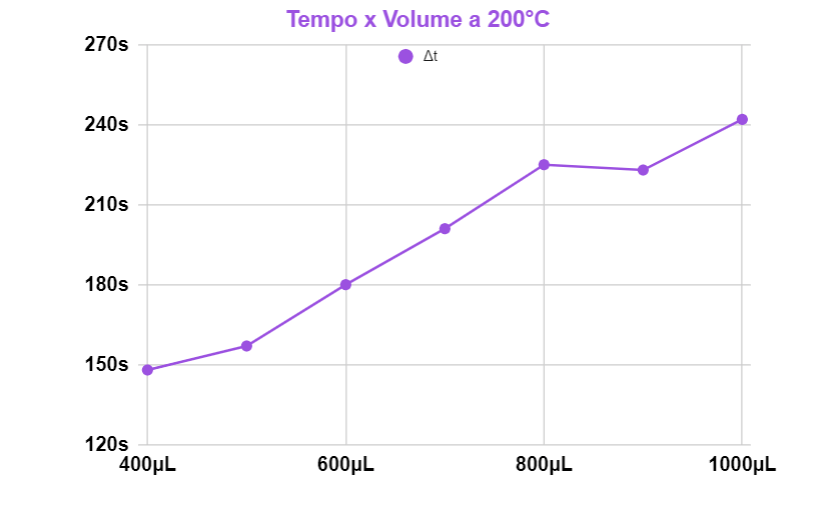 Tempo x Volume a 200°C
Δt
270s
240s
210s
180s
150s
120s
400μL 600μL 800μL 1000μL